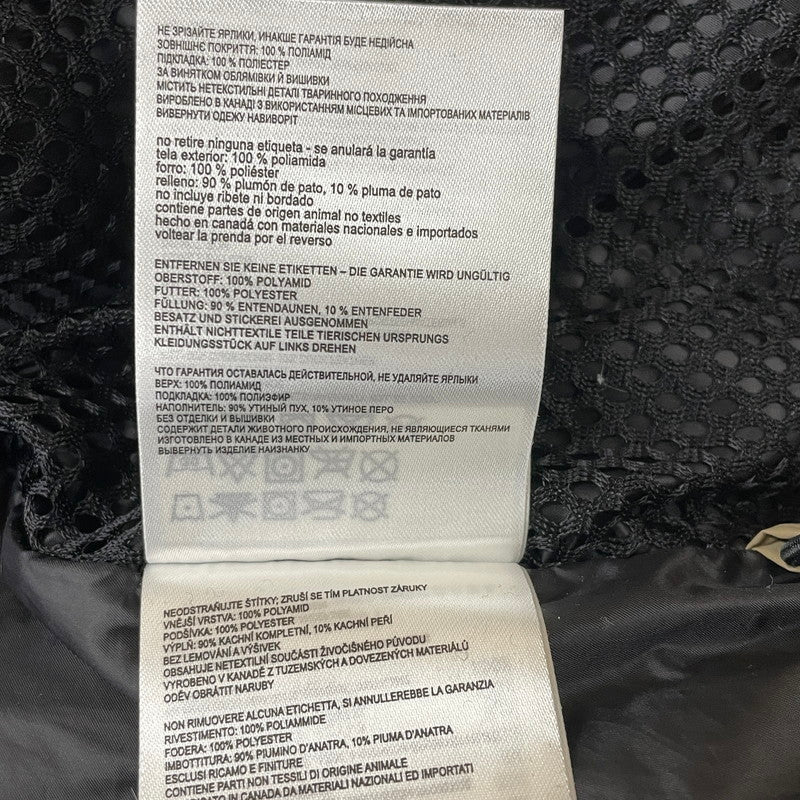 НЕ ЗРІЗАЙТЕ ЯРЛИКИ, ИНАКШЕ ГАРАНТІЯ БУДЕ НЕДІЙСНА
ЗОВНІШНЄ ПОКРИТТЯ: 100 % ПОЛІАМІД
ПІДКЛАДКА: 100 % ПОЛІЕСТЕР
ЗА ВИНЯТКОМ ОБЛЯМІВКИ Й ВИШИВКИ
МІСТИТЬ НЕТЕКСТИЛЬНІ ДЕТАЛІ ТВАРИННОГО ПОХОДЖЕННЯ
ВИРОБЛЕНО В КАНАДІ З ВИКОРИСТАННЯМ МІСЦЕВИХ ТА ІМПОРТОВАНИХ МАТЕРІАЛІВ
ВИВЕРНУТИ ОДЕЖУ НАВИВОРІТ
no retire ninguna etiqueta - se anulará la garantía
tela exterior: 100 % poliamida
forro: 100 % poliéster
relleno: 90 % plumón de pato, 10 % pluma de pato
no incluye ribete ni bordado
contiene partes de origen animal no textiles
hecho en canadá con materiales nacionales e importados
voltear la prenda por el reverso
ENTFERNEN SIE KEINE ETIKETTEN – DIE GARANTIE WIRD UNGÜLTIG
OBERSTOFF: 100% POLYAMID
FUTTER: 100% POLYESTER
FÜLLUNG: 90 % ENTENDAUNEN, 10 % ENTENFEDER
BESATZ UND STICKEREI AUSGENOMMEN
ENTHÄLT NICHTTEXTILE TEILE TIERISCHEN URSPRUNGS
KLEIDUNGSSTÜCK AUF LINKS DREHEN
ЧТО ГАРАНТИЯ ОСТАВАЛАСЬ ДЕЙСТВИТЕЛЬНОЙ, НЕ УДАЛЯЙТЕ ЯРЛЫКИ
ВЕРХ: 100% ПОЛИАМИД
ПОДКЛАДКА: 100% ПОЛИЭФИР
НАПОЛНИТЕЛЬ: 90% УТИНЫЙ ПУХ, 10% УТИНОЕ ПЕРО
БЕЗ ОТДЕЛКИ И ВЫШИВКИ
СОДЕРЖИТ ДЕТАЛИ ЖИВОТНОГО ПРОИСХОЖДЕНИЯ, НЕ ЯВЛЯЮЩИЕСЯ ТКАНЯМИ
ИЗГОТОВЛЕНО В КАНАДЕ ИЗ МЕСТНЫХ И ИМПОРТНЫХ МАТЕРИАЛОВ
ВЫВЕРНУТЬ ИЗДЕЛИЕ НАИЗНАНКУ
NEODSTRAŇUJTE ŠTÍTKY; ZRUŠÍ SE TÍM PLATNOST ZÁRUKY
VNĚJŠÍ VRSTVA: 100% POLYAMID
PODŠÍVKA: 100% POLYESTER
VÝPLŇ: 90% KACHNÍ KOMPLETNÍ, 10% KACHNÍ PEŘÍ
BEZ LEMOVÁNÍ A VÝŠIVEK
OBSAHUJE NETEXTILNÍ SOUČÁSTI ŽIVOČIŠNÉHO PŮVODU
VYROBENO V KANADĚ Z TUZEMSKÝCH A DOVEZENÝCH MATERIÁLŮ
ODĚV OBRÁTIT NARUBY
NON RIMUOVERE ALCUNA ETICHETTA, SI ANNULLEREBBE LA GARANZIA
RIVESTIMENTO: 100% POLIAMMIDE
FODERA: 100% POLYESTER
IMBOTTITURA: 90% PIUMINO D'ANATRA, 10% PIUMA D'ANATRA
ESCLUSI RICAMO E FINITURE
CONTIENE PARTI NON TESSILI DI ORIGINE ANIMALE
IN CANADA DA MATERIALI NAZIONALI ED IMPORTATI